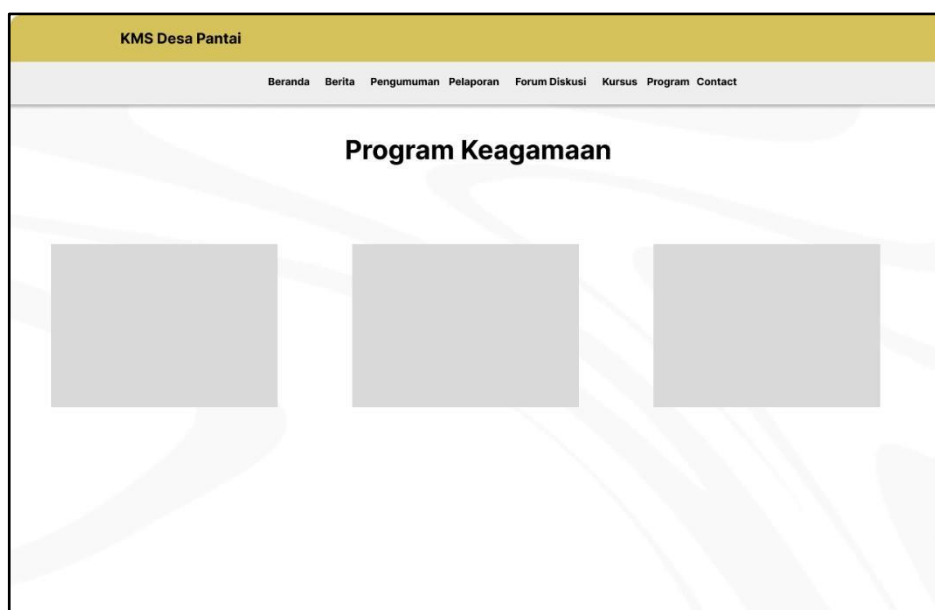 KMS Desa Pantai
Beranda Berita Pengumuman Pelaporan Forum Diskusi Kursus Program Contact
Program Keagamaan